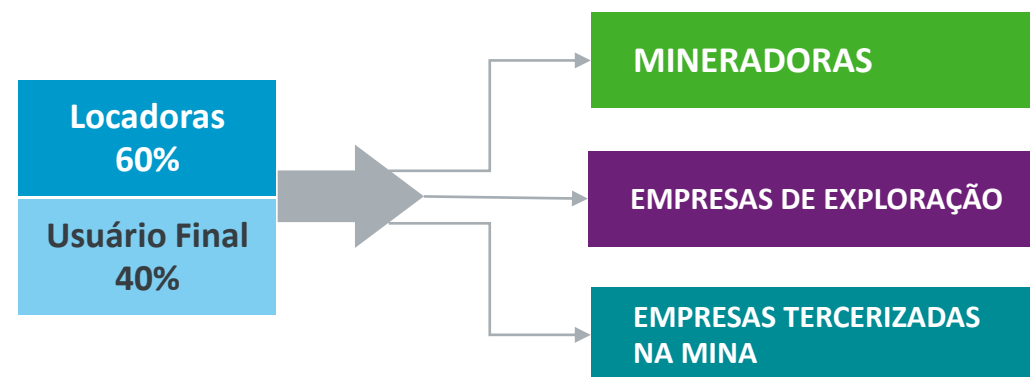 Locadoras
60%
Usuário Final
40%
MINERADORAS
EMPRESAS DE EXPLORAÇÃO
EMPRESAS TERCERIZADAS
NA MINA